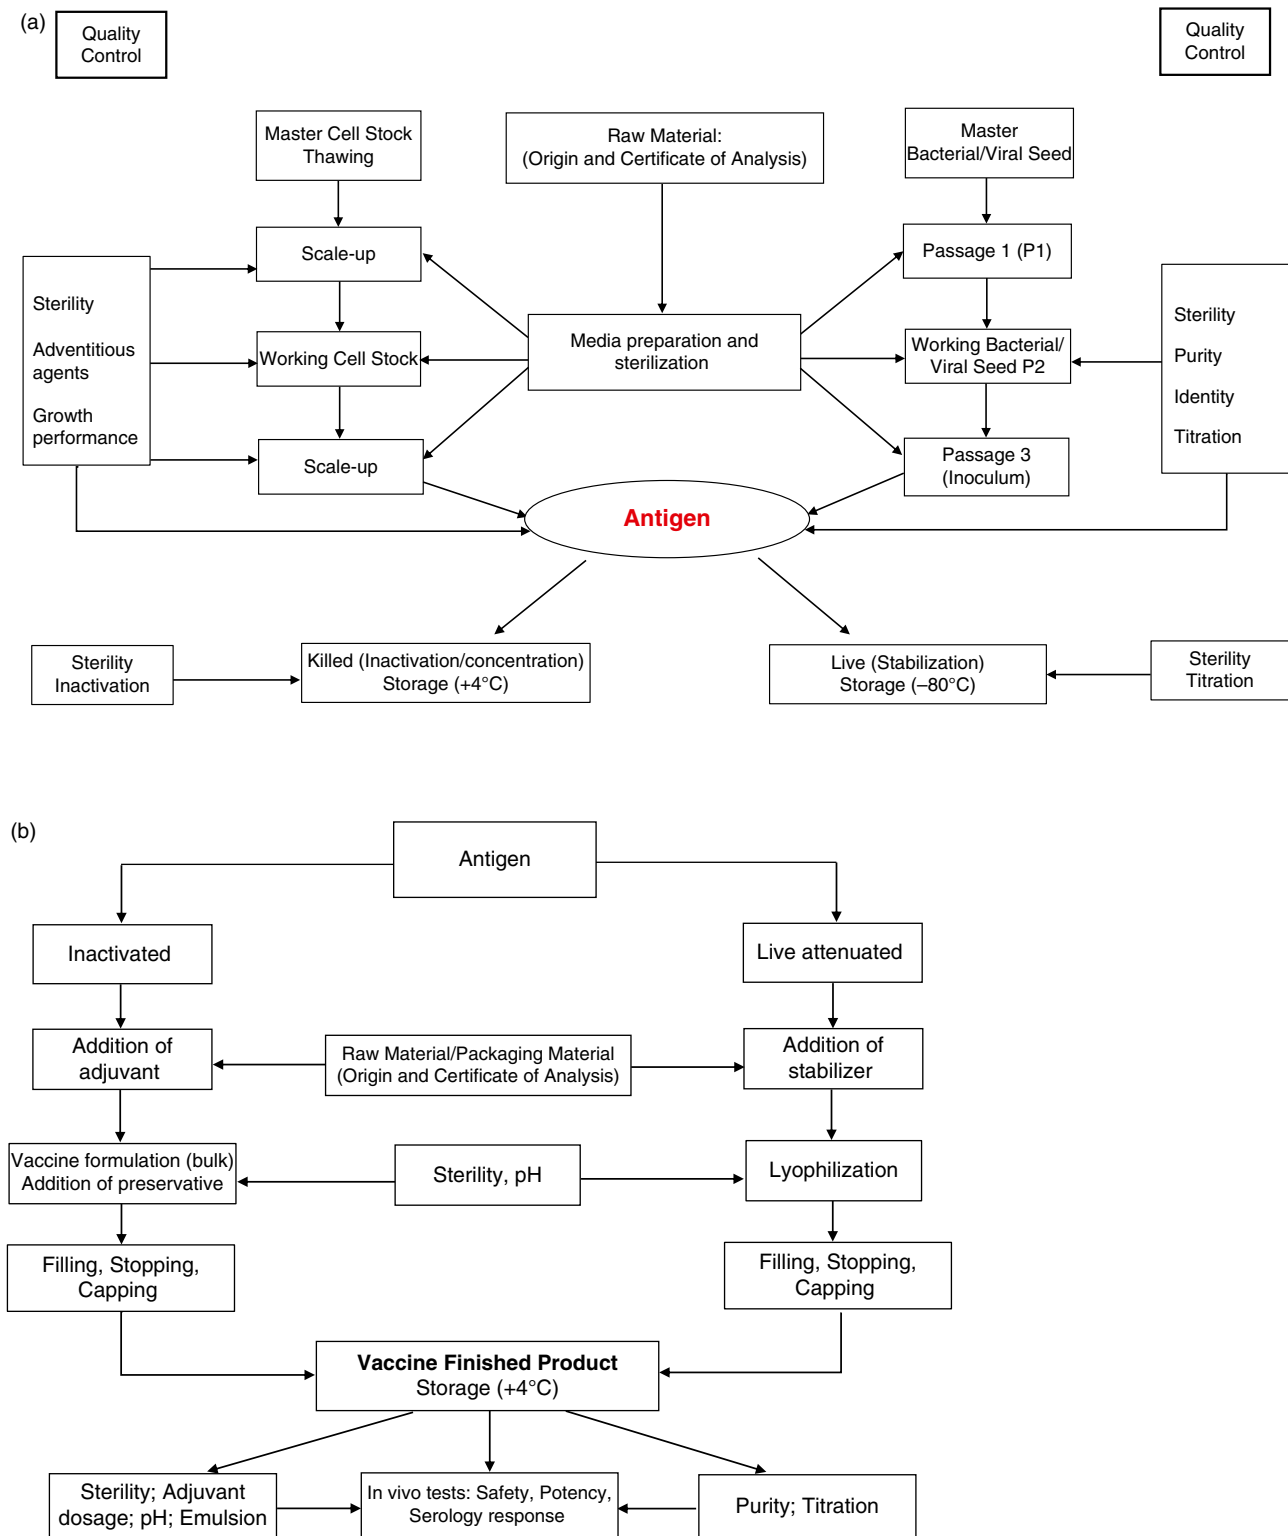 (a)
Quality
Control
Quality
Control
Master Cell Stock
Thawing
Raw Material:
(Origin and Certificate of Analysis)
Master
Bacterial/Viral Seed
Scale-up
Passage 1 (P1)
Sterility
Adventitious
agents
Growth
performance
Working Cell Stock
Media preparation and
sterilization
Working Bacterial/
Viral Seed P2
Sterility
Purity
Identity
Titration
Scale-up
Passage 3
(Inoculum)
Antigen
Sterility
Inactivation
Killed (Inactivation/concentration)
Storage (+4°C)
Live (Stabilization)
Storage (–80°C)
Sterility
Titration
(b)
Antigen
Inactivated
Live attenuated
Addition of
adjuvant
Raw Material/Packaging Material
(Origin and Certificate of Analysis)
Addition of
stabilizer
Vaccine formulation (bulk)
Addition of preservative
Sterility, pH
Lyophilization
Filling, Stopping,
Capping
Filling, Stopping,
Capping
Vaccine Finished Product
Storage (+4°C)
Sterility; Adjuvant
dosage; pH; Emulsion
In vivo tests: Safety, Potency,
Serology response
Purity; Titration